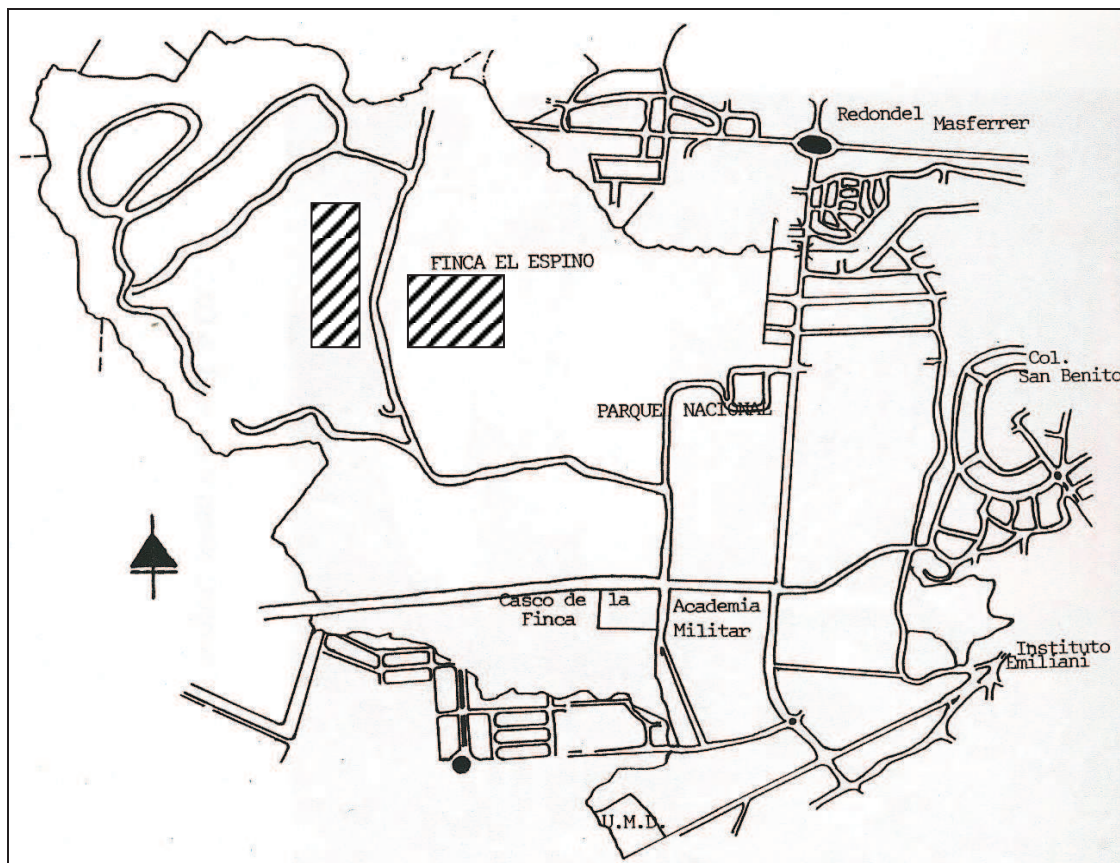 Redondel Masferrer
FINCA EL ESPINO
Col.
San Benito
PARQUE NACIONAL
Casco de la
Finca
Academia
Militar
Instituto
Emiliani
U.M.D.